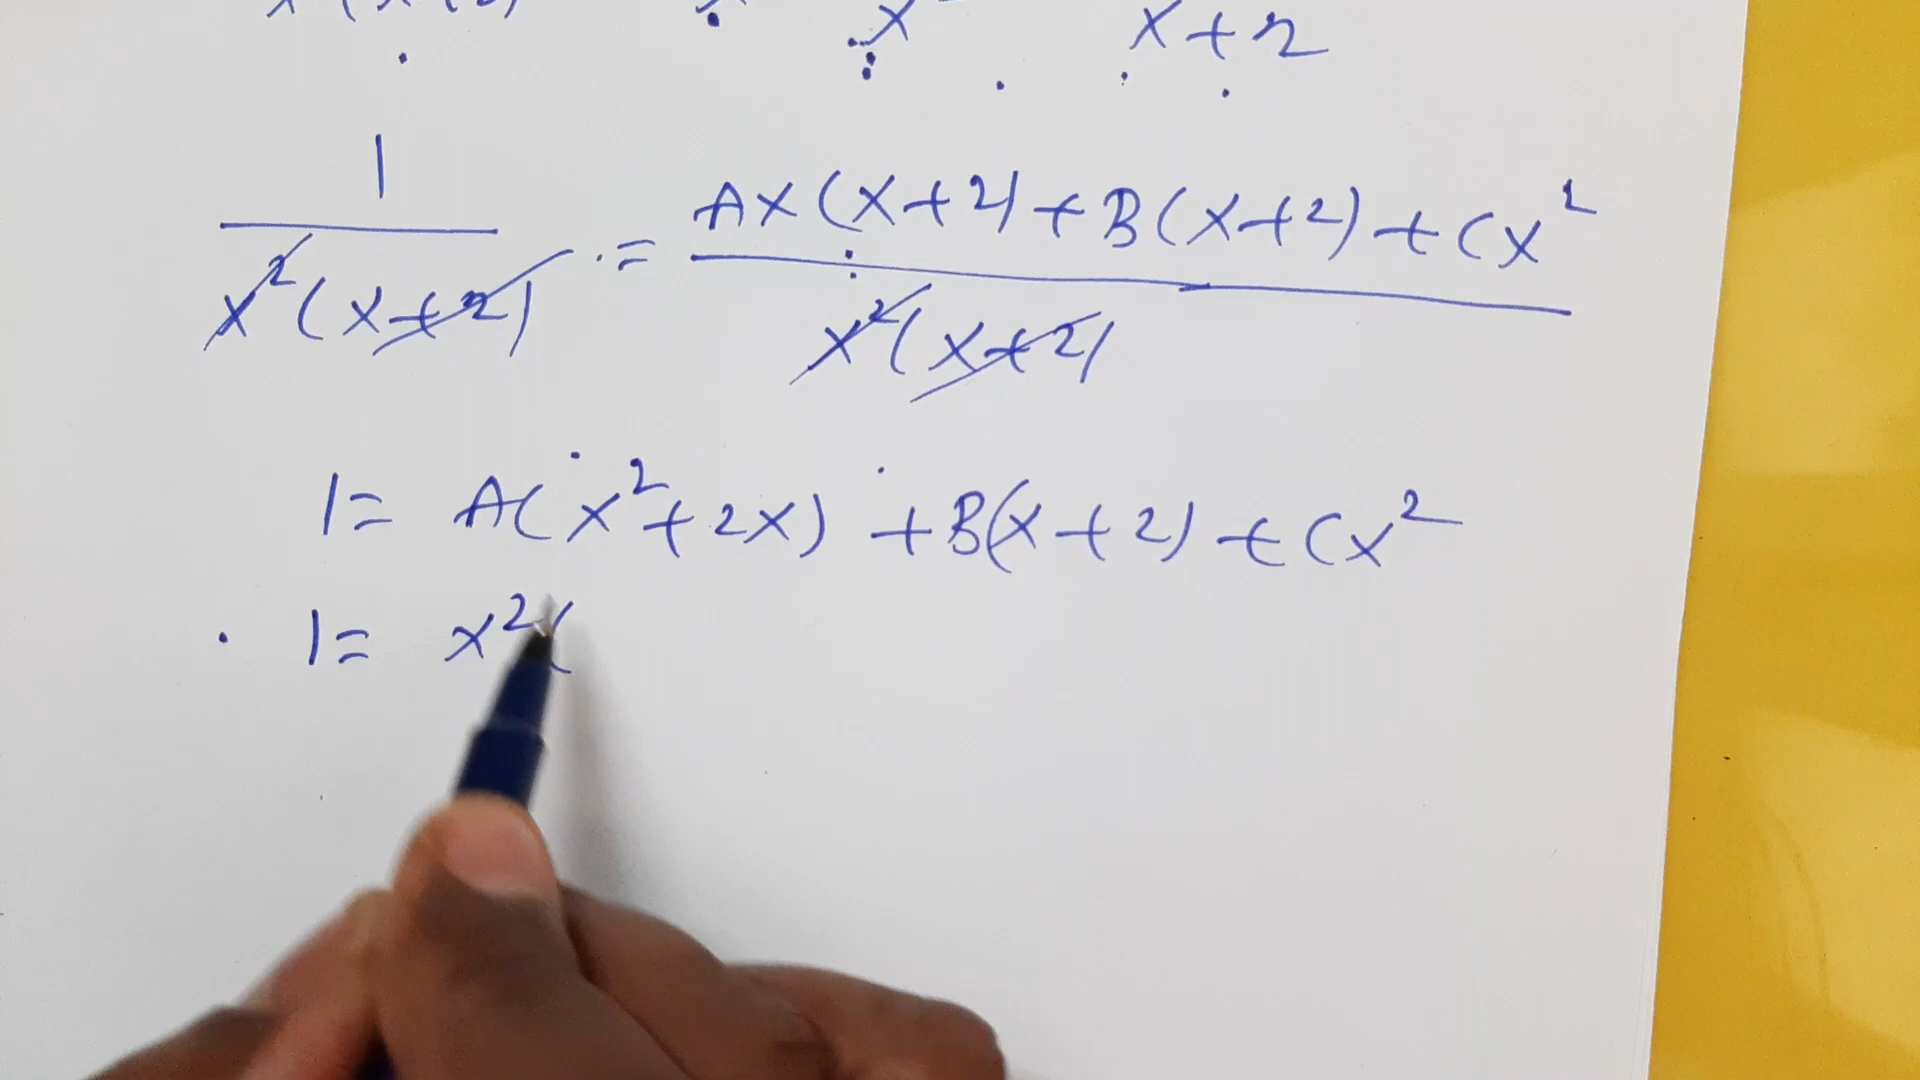 x + 2
1 / x²(x+2) = Ax(x+2) + B(x+2) + Cx² / x²(x+2)
1 = A(x² + 2x) + B(x+2) + Cx²
1 = x²(